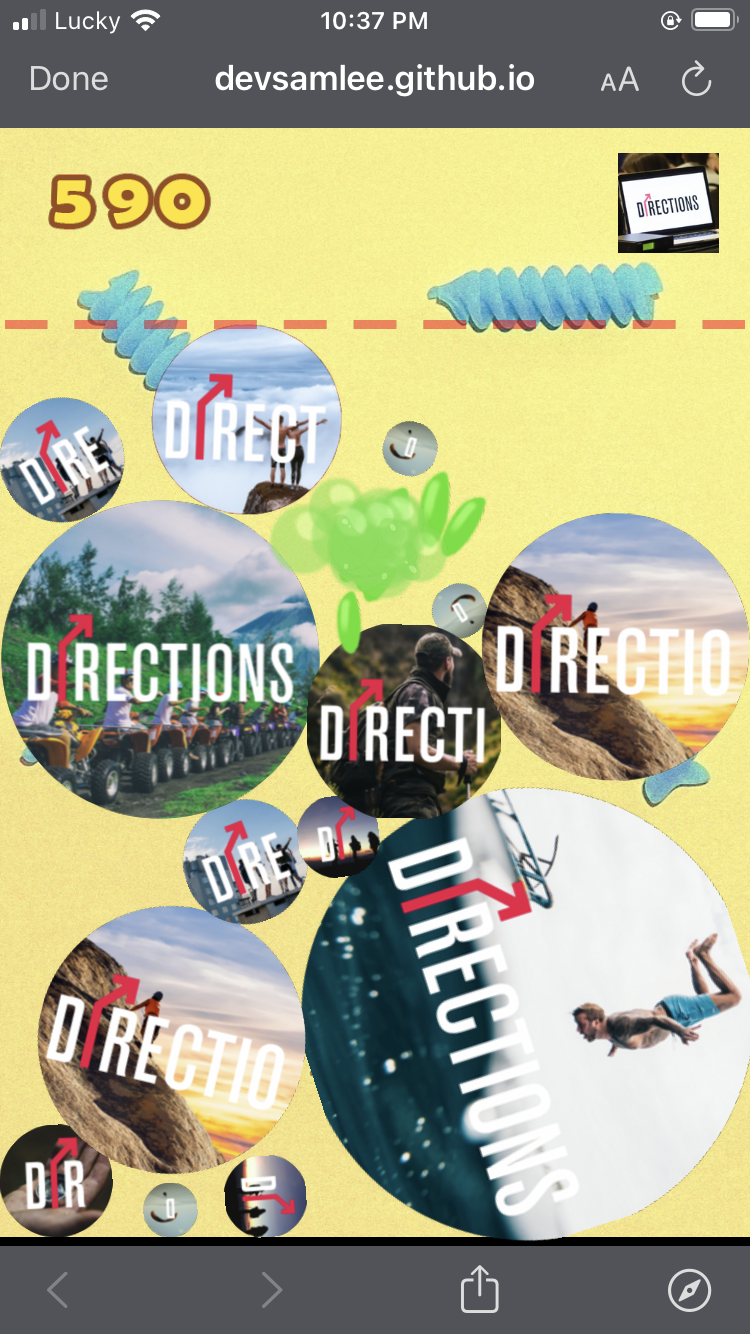 Lucky
10:37 PM
Done
devsamlee.github.io
AA
590
DIRECTIONS
DIRECT
DIRE
D
D
DIRECTIONS
DIRECTIO
DIRECTI
DIRE
DI
DIRECTIONS
DIRECTIO
DIR
D
D